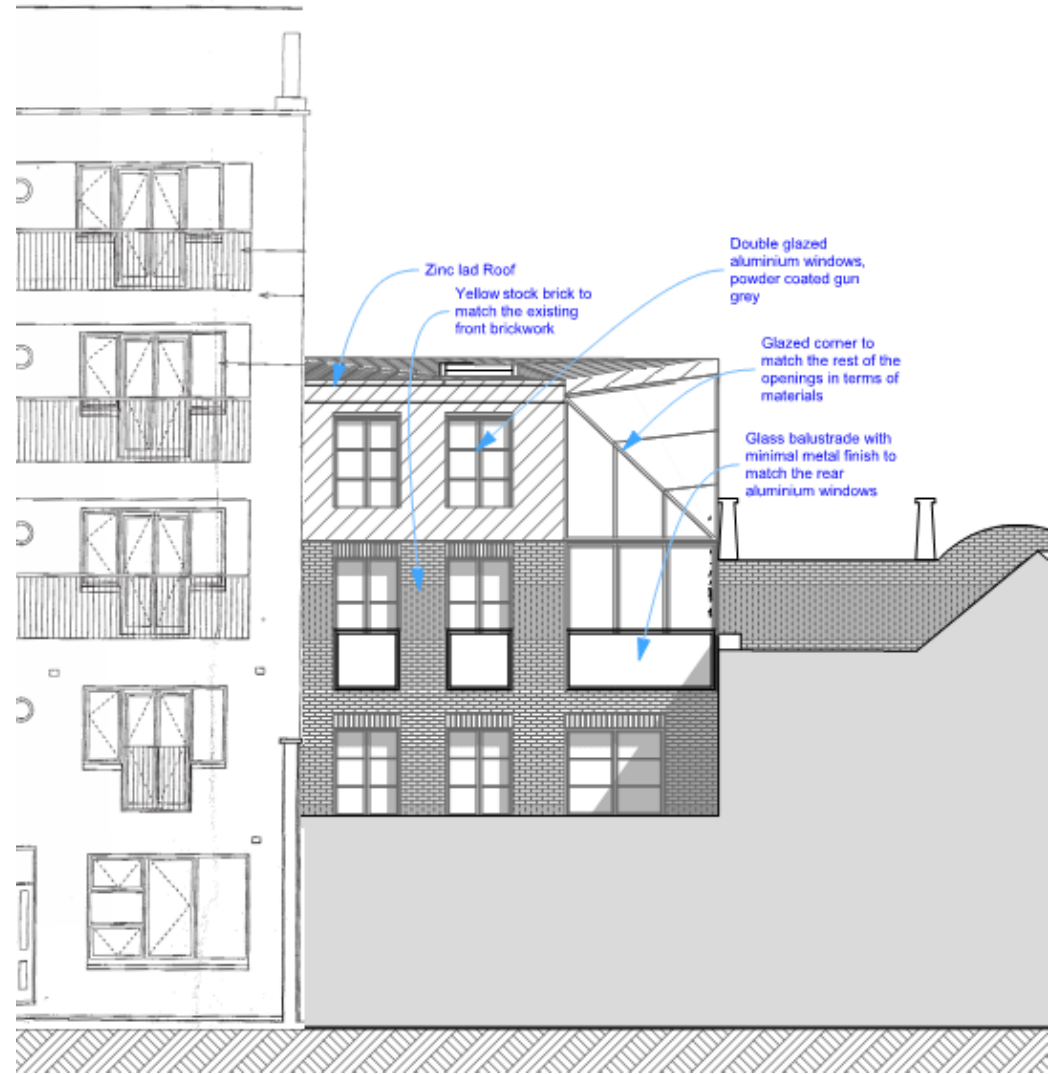 Zinc lad Roof
Yellow stock brick to
match the existing
front brickwork
Double glazed
aluminium windows,
powder coated gun
grey
Glazed corner to
match the rest of the
openings in terms of
materials
Glass balustrade with
minimal metal finish to
match the rear
aluminium windows